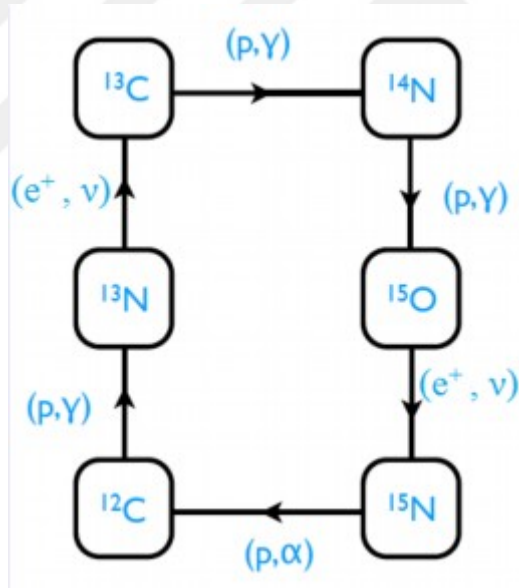 (p,γ)
¹³C
¹⁴N
(e⁺ , ν)
(p,γ)
¹³N
¹⁵O
(p,γ)
(e⁺ , ν)
¹²C
¹⁵N
(p,α)